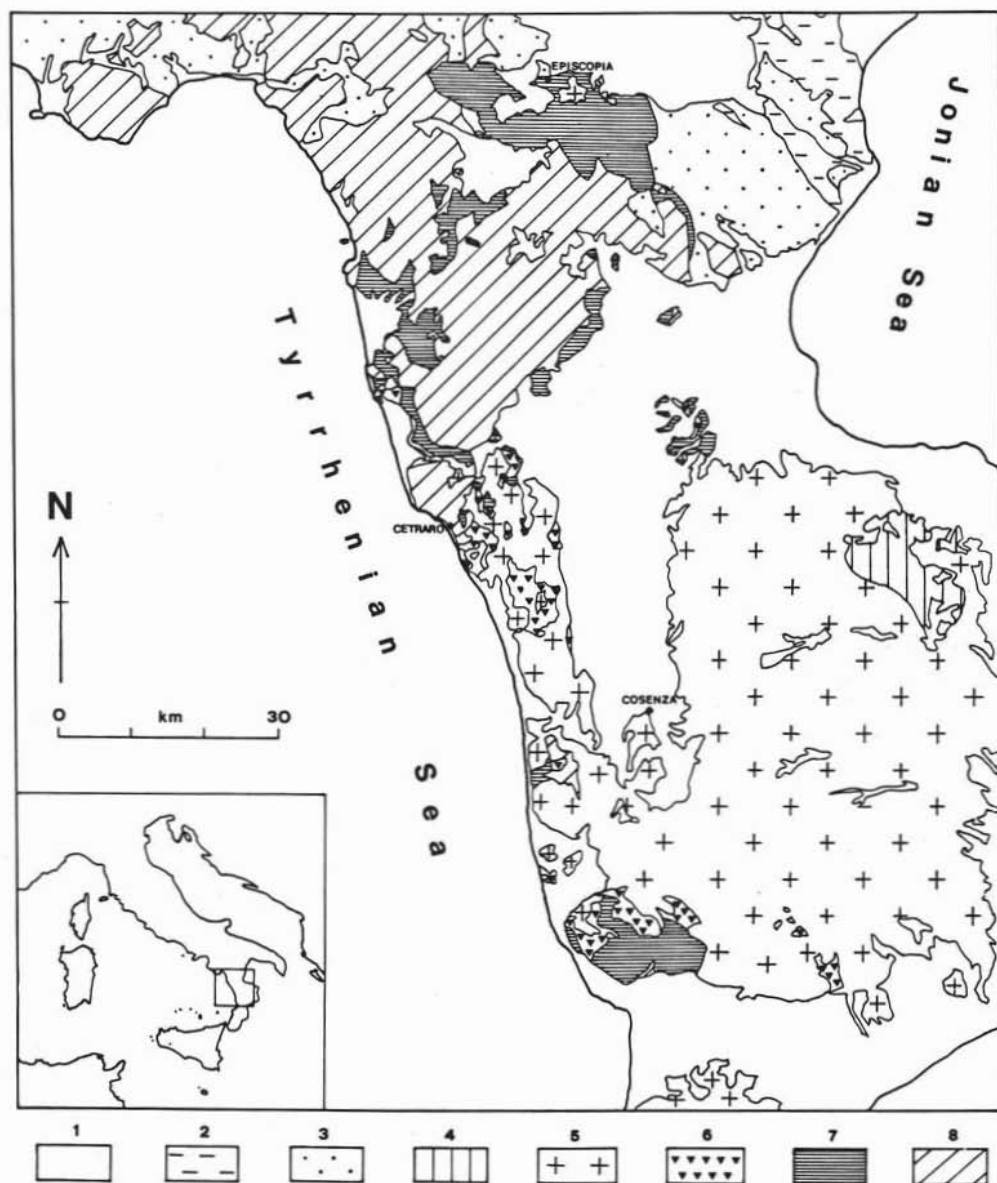 EPISCOPIA
Jonian Sea
Tyrrhenian Sea
N
CETRARO
COSENZA
0 km 30
1 2 3 4 5 6 7 8